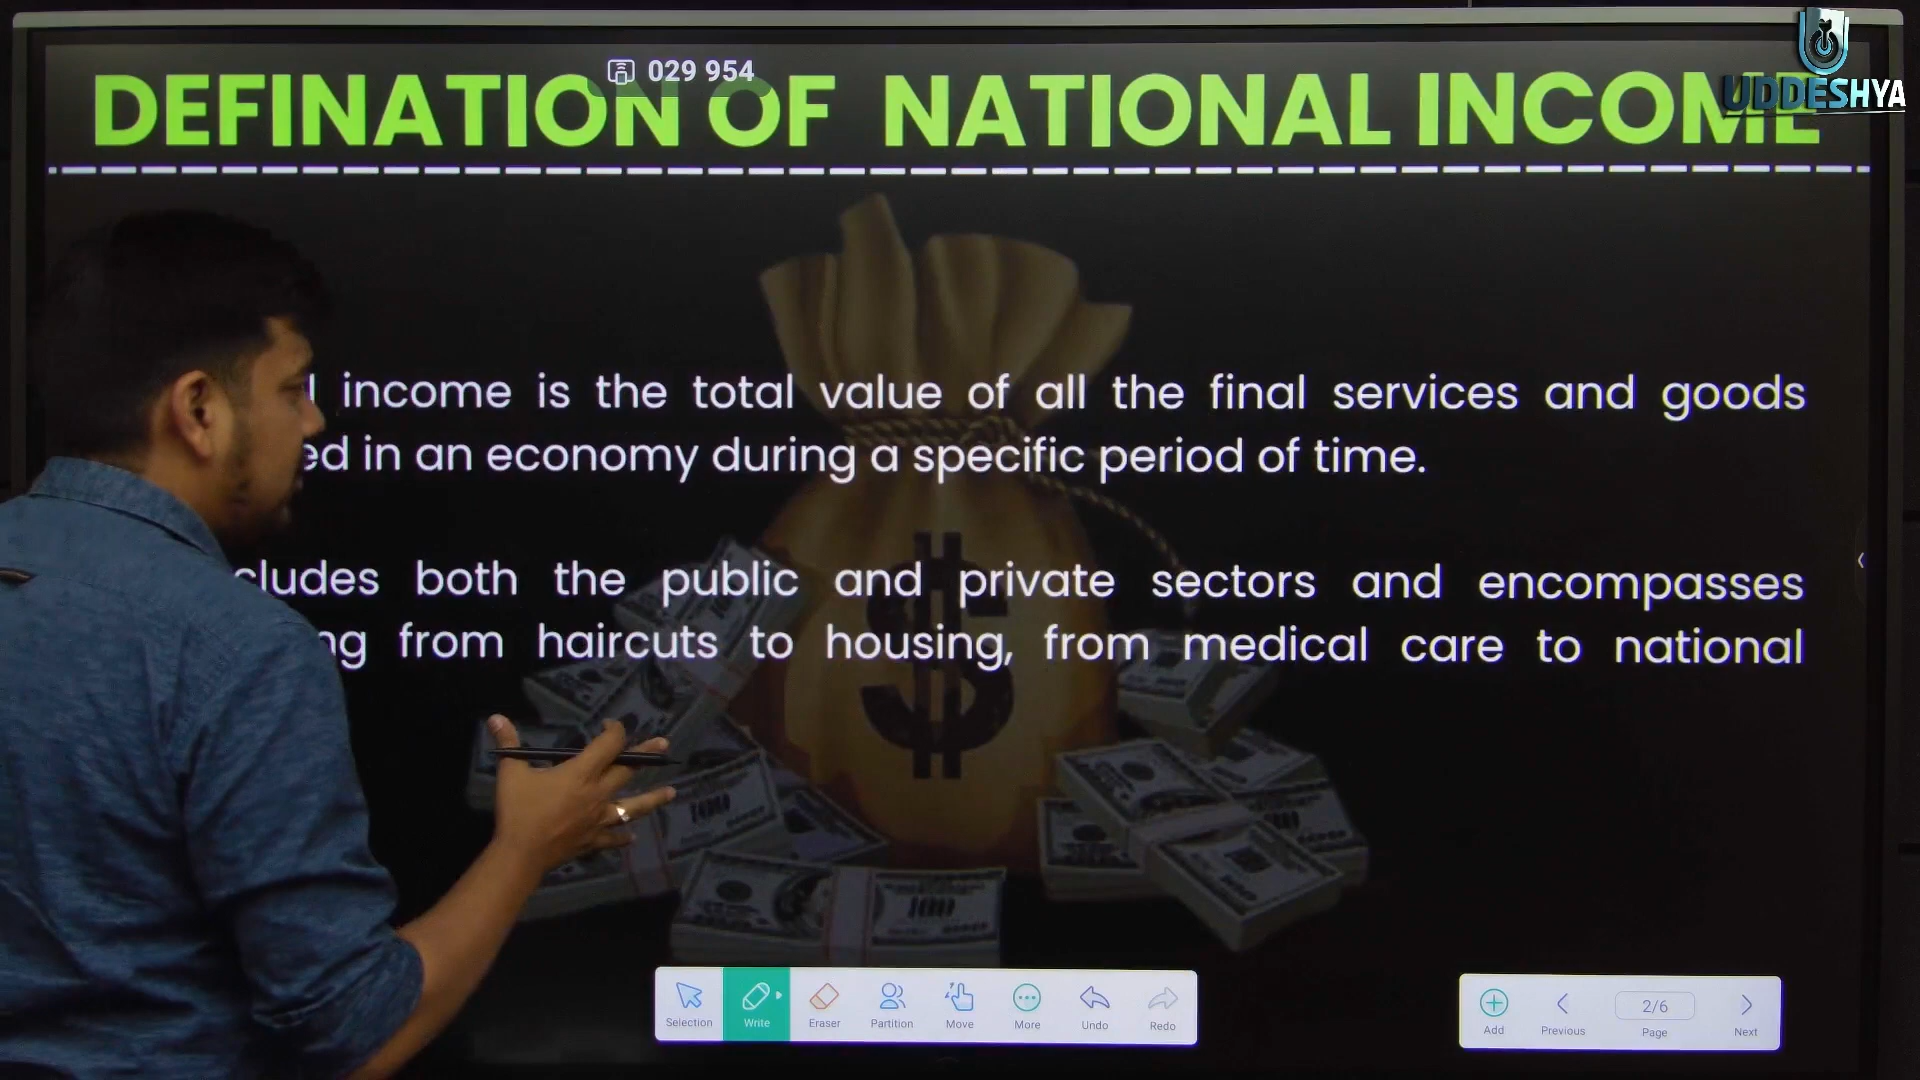 029 954
UDDESHYA
DEFINATION OF NATIONAL INCOME
income is the total value of all the final services and goods
in an economy during a specific period of time.
both the public and private sectors and encompasses
from haircuts to housing, from medical care to national
Selection Write Eraser Partition Move More Undo Redo
Add Previous 2/6 Page Next